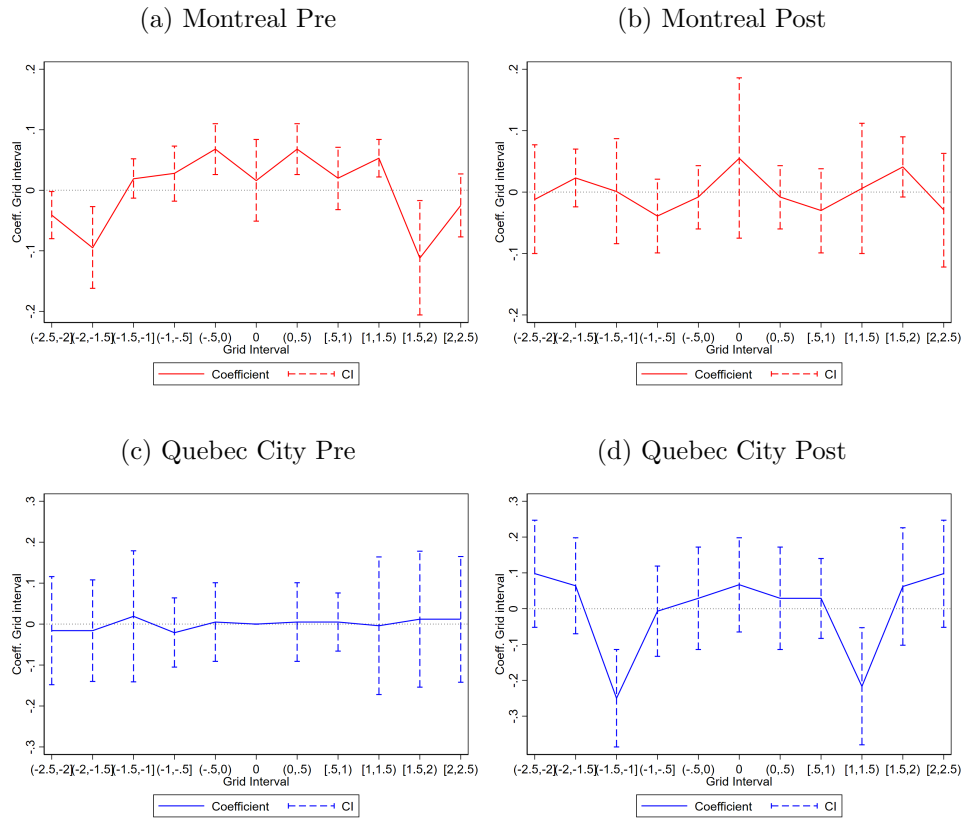 (a) Montreal Pre
(b) Montreal Post
Coeff. Grid interval
.2
.1
0
-.1
-.2
(-2.5,-2] (-2,-1.5] (-1.5,-1] (-1,-.5] (-.5,0) 0 (0,.5) [.5,1) [1,1.5) [1.5,2) [2,2.5)
Grid Interval
Coefficient CI
Coeff. Grid interval
.2
.1
0
-.1
-.2
(-2.5,-2] (-2,-1.5] (-1.5,-1] (-1,-.5] (-.5,0) 0 (0,.5) [.5,1) [1,1.5) [1.5,2) [2,2.5)
Grid Interval
Coefficient CI
(c) Quebec City Pre
(d) Quebec City Post
Coeff. Grid interval
.3
.2
.1
0
-.1
-.2
-.3
(-2.5,-2] (-2,-1.5] (-1.5,-1] (-1,-.5] (-.5,0) 0 (0,.5) [.5,1) [1,1.5) [1.5,2) [2,2.5)
Grid Interval
Coefficient CI
Coeff. Grid interval
.3
.2
.1
0
-.1
-.2
-.3
(-2.5,-2] (-2,-1.5] (-1.5,-1] (-1,-.5] (-.5,0) 0 (0,.5) [.5,1) [1,1.5) [1.5,2) [2,2.5)
Grid Interval
Coefficient CI